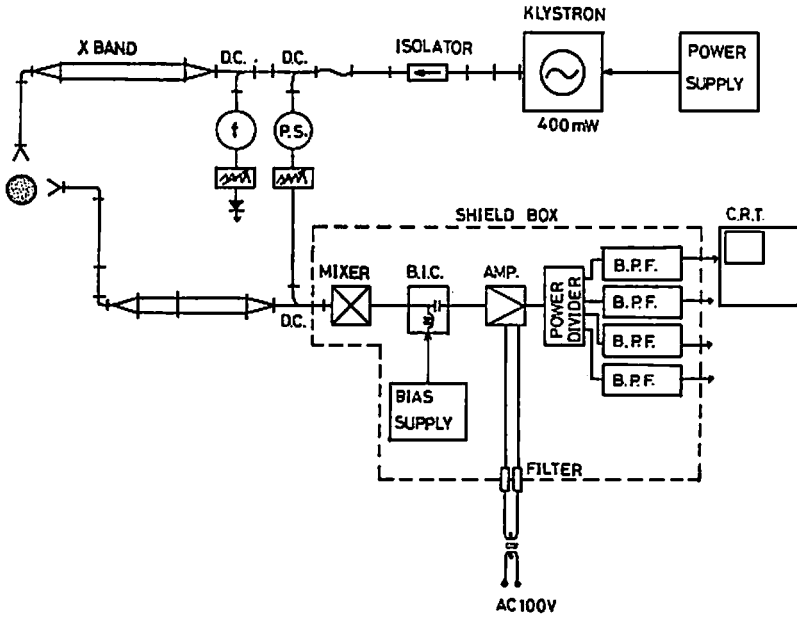 KLYSTRON
X BAND
D.C.
D.C.
ISOLATOR
POWER
SUPPLY
400mW
f
P.S.
SHIELD BOX
C.R.T.
MIXER
B.I.C.
AMP.
POWER
DIVIDER
B.P.F.
B.P.F.
B.P.F.
B.P.F.
D.C.
BIAS
SUPPLY
FILTER
AC100V